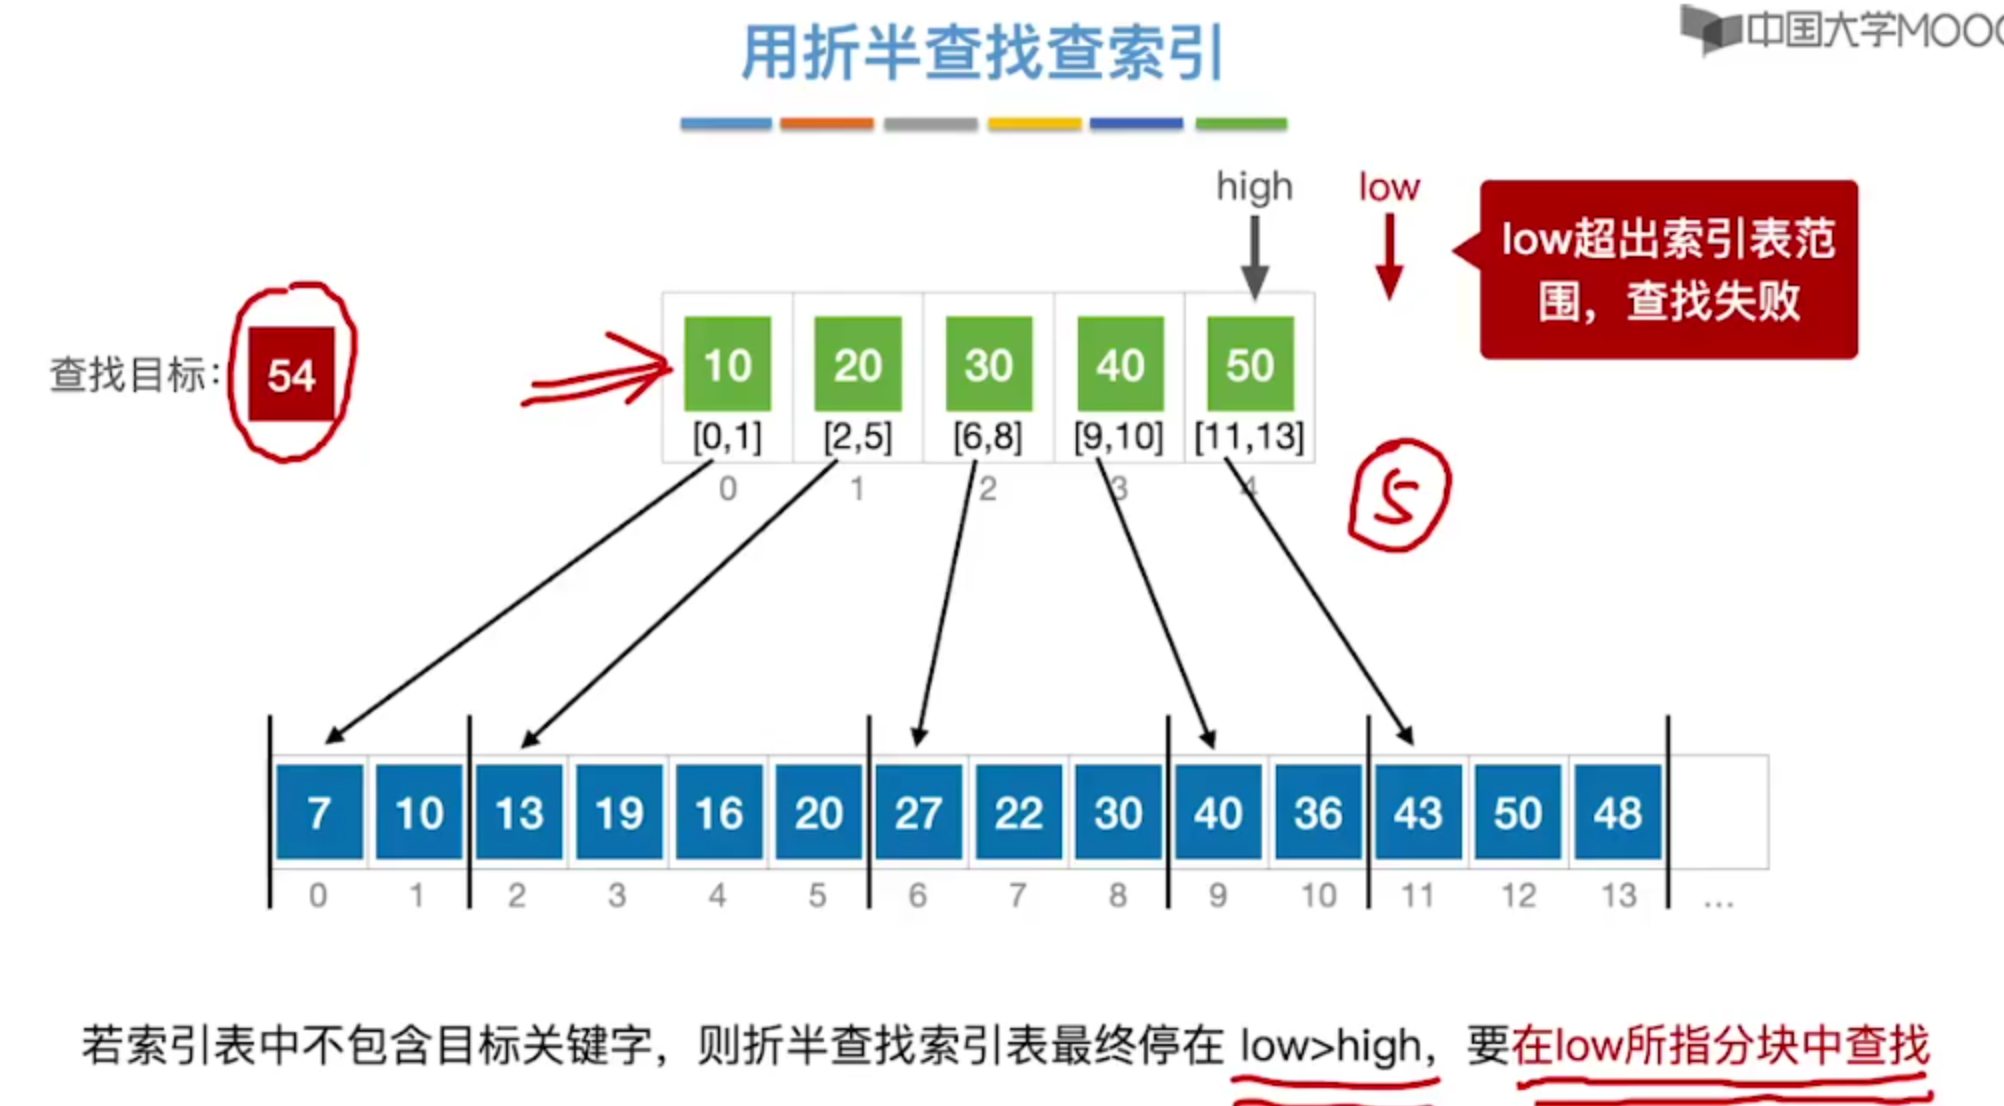 用折半查找查索引
中国大学MOOC
high low
low超出索引表范
围，查找失败
查找目标：54
10 20 30 40 50
[0,1] [2,5] [6,8] [9,10] [11,13]
0 1 2 3 4
5
7 10 13 19 16 20 27 22 30 40 36 43 50 48
0 1 2 3 4 5 6 7 8 9 10 11 12 13 ...
若索引表中不包含目标关键字，则折半查找索引表最终停在 low>high，要在low所指分块中查找